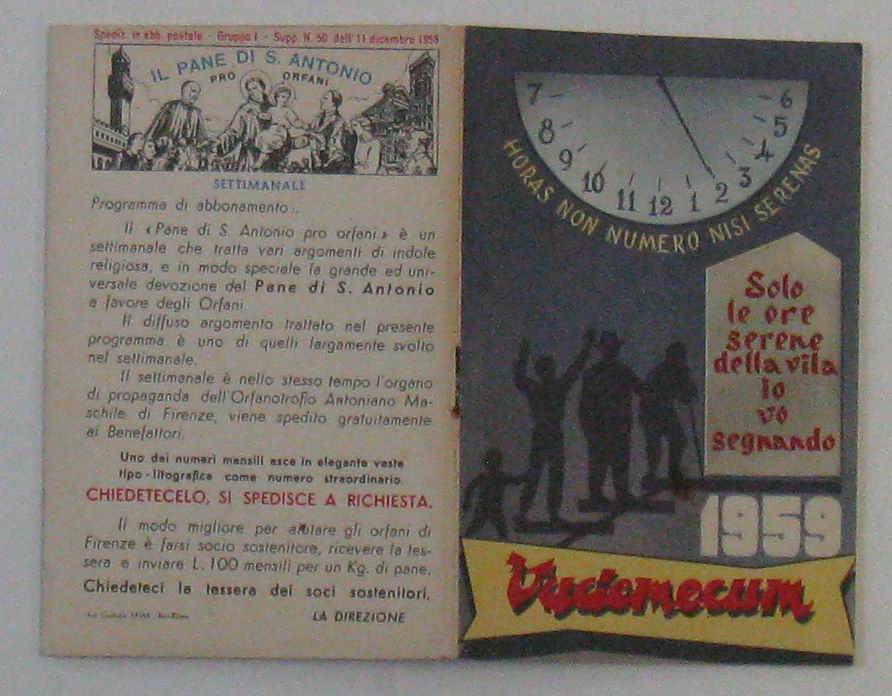 Spediz. in abb. postale - Gruppo I - Supp. N. 50 dell'11 dicembre 1958
IL PANE DI S. ANTONIO
PRO ORFANI
SETTIMANALE
Programma di abbonamento:
Il «Pane di S. Antonio pro orfani» è un
settimanale che tratta vari argomenti di indole
religiosa, e in modo speciale la grande ed uni-
versale devozione del Pane di S. Antonio
a favore degli Orfani.
Il diffuso argomento trattato nel presente
programma è uno di quelli largamente svolto
nel settimanale.
Il settimanale è nello stesso tempo l'organo
di propaganda dell'Orfanotrofio Antoniano Ma-
schile di Firenze, viene spedito gratuitamente
ai Benefattori.
Uno dei numeri mensili esce in elegante veste
tipo-litografica come numero straordinario.
CHIEDETECELO, SI SPEDISCE A RICHIESTA.
Il modo migliore per aiutare gli orfani di
Firenze è farsi socio sostenitore, ricevere la tes-
sera e inviare L. 100 mensili per un Kg. di pane.
Chiedeteci la tessera dei soci sostenitori.
LA DIREZIONE
7 8 9 10 11 12 1 2 3 4 5 6
HORAS NON NUMERO NISI SERENAS
Solo
le ore
serene
della vita
io
vo
segnando
1959
Vademecum